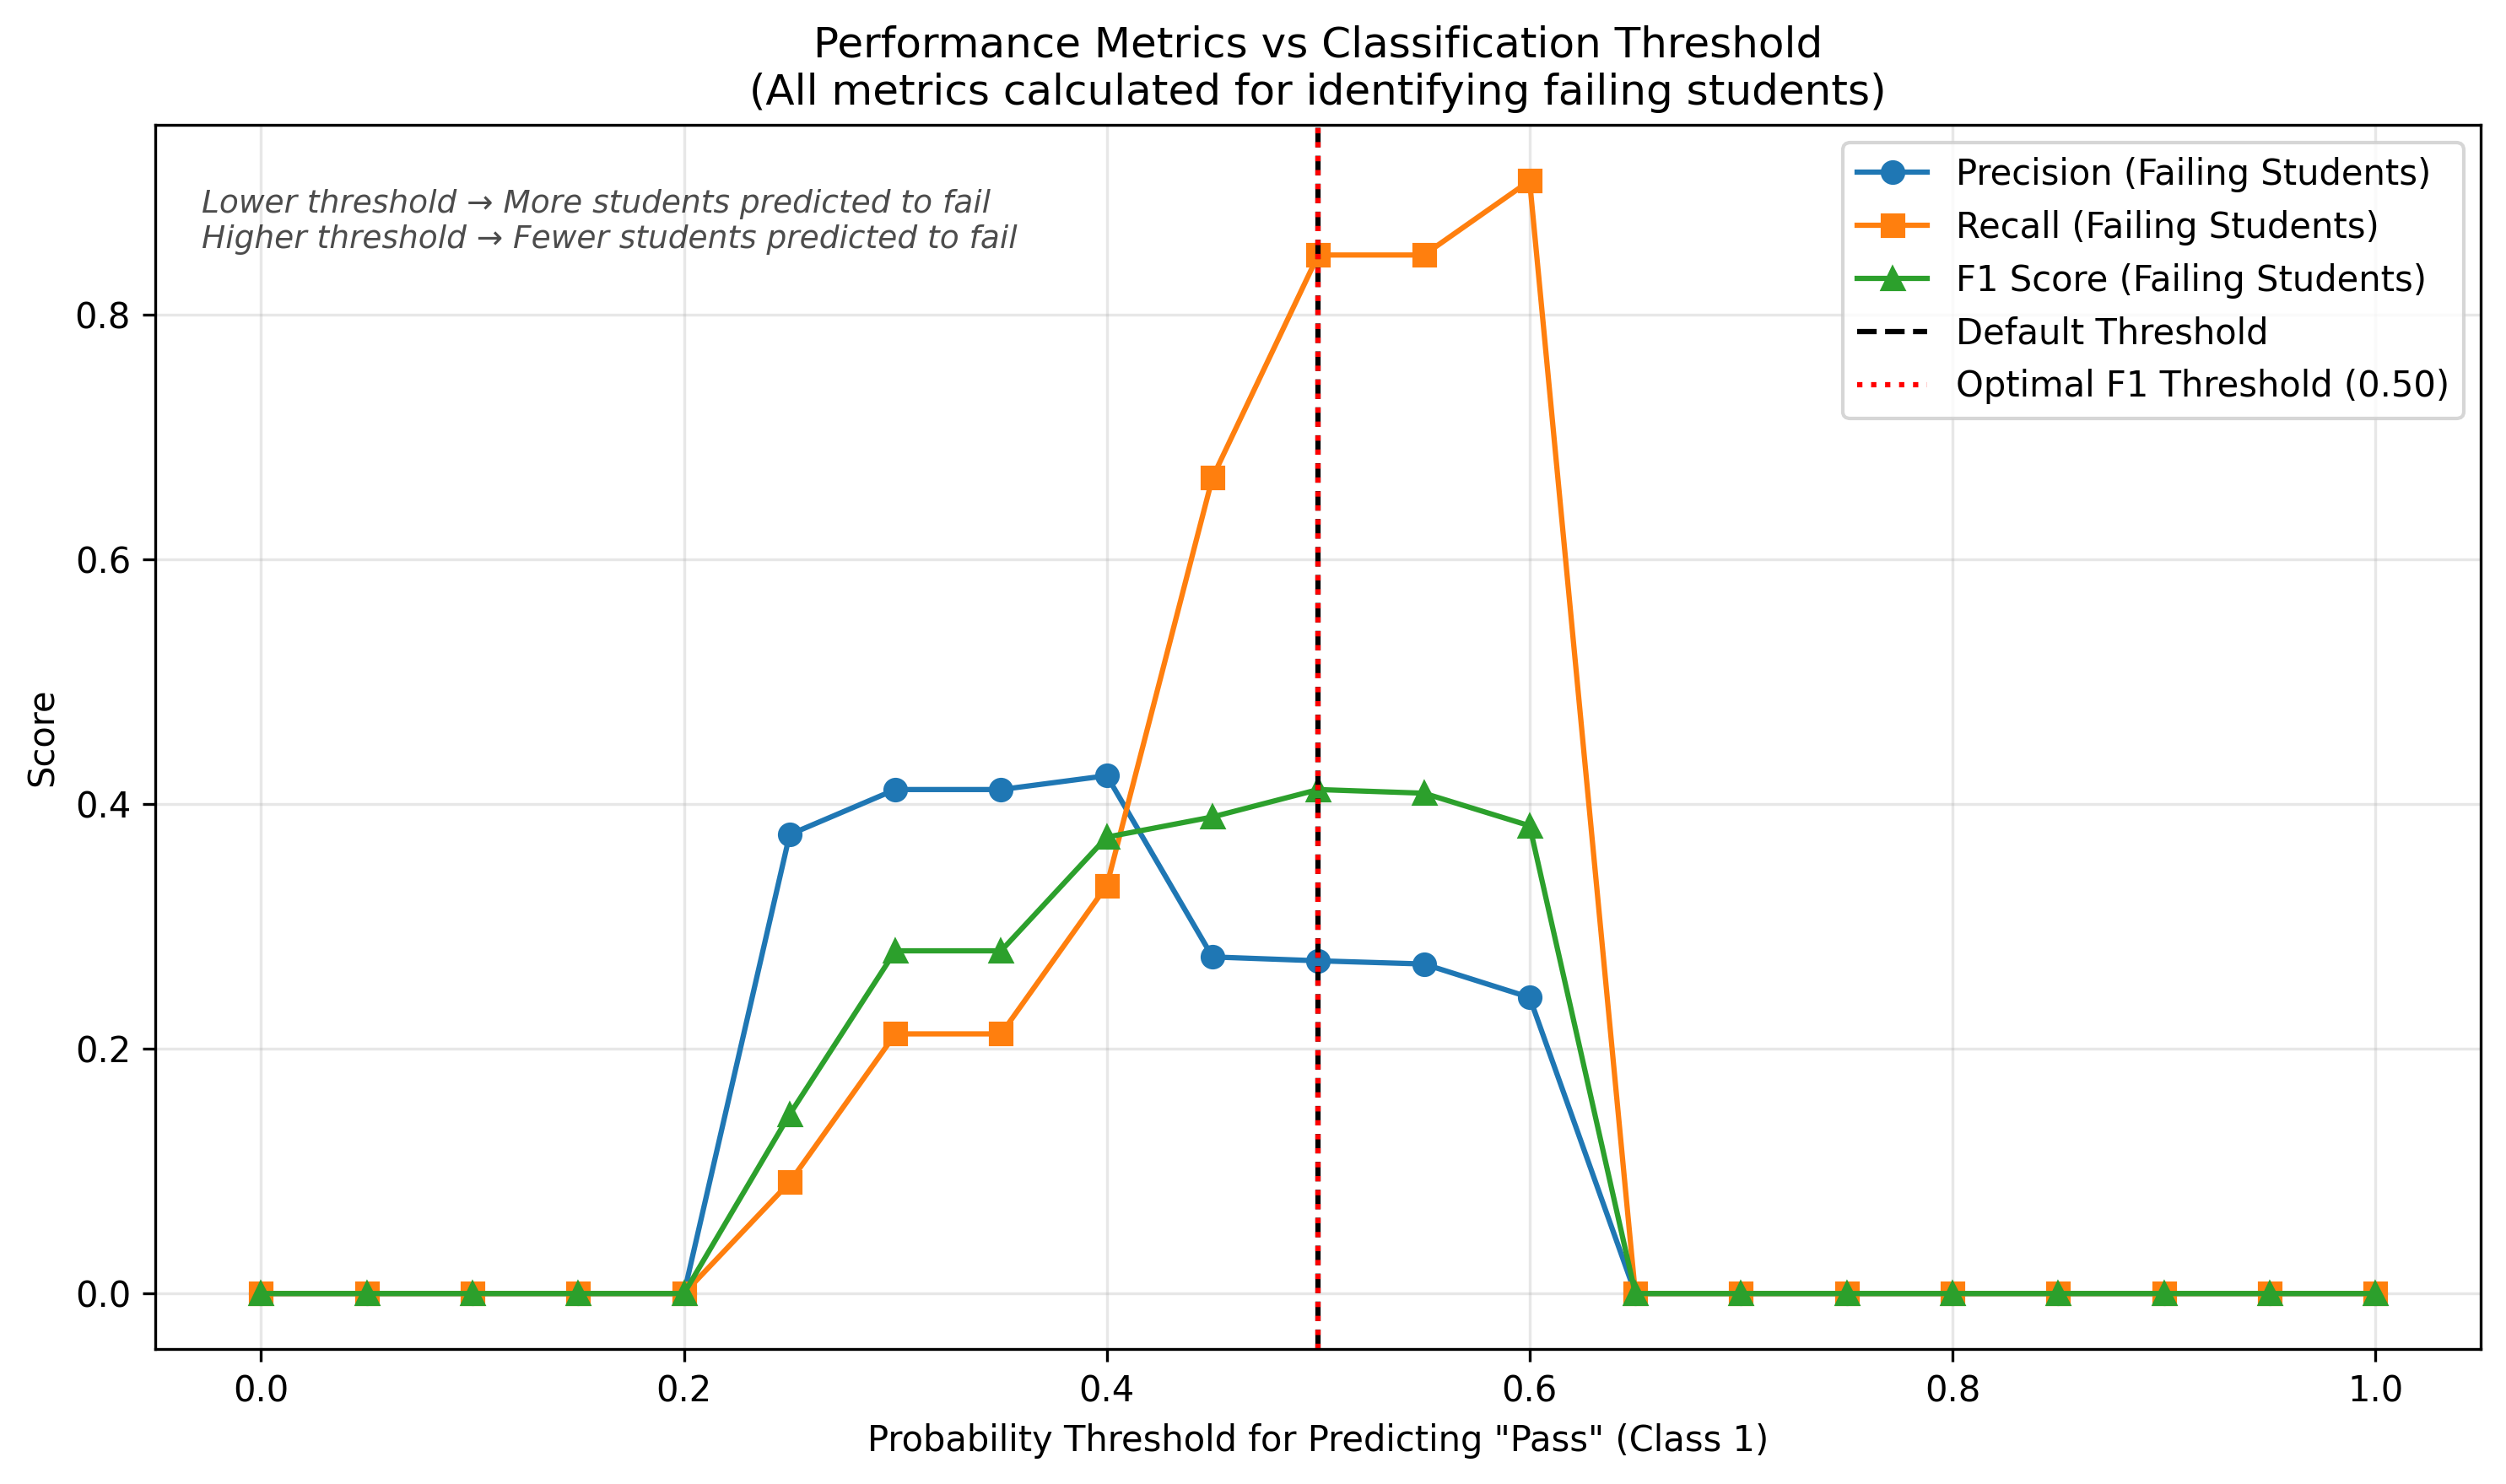 Performance Metrics vs Classification Threshold
(All metrics calculated for identifying failing students)
Lower threshold → More students predicted to fail
Higher threshold → Fewer students predicted to fail
Precision (Failing Students)
Recall (Failing Students)
F1 Score (Failing Students)
Default Threshold
Optimal F1 Threshold (0.50)
Score
0.8
0.6
0.4
0.2
0.0
0.0 0.2 0.4 0.6 0.8 1.0
Probability Threshold for Predicting "Pass" (Class 1)